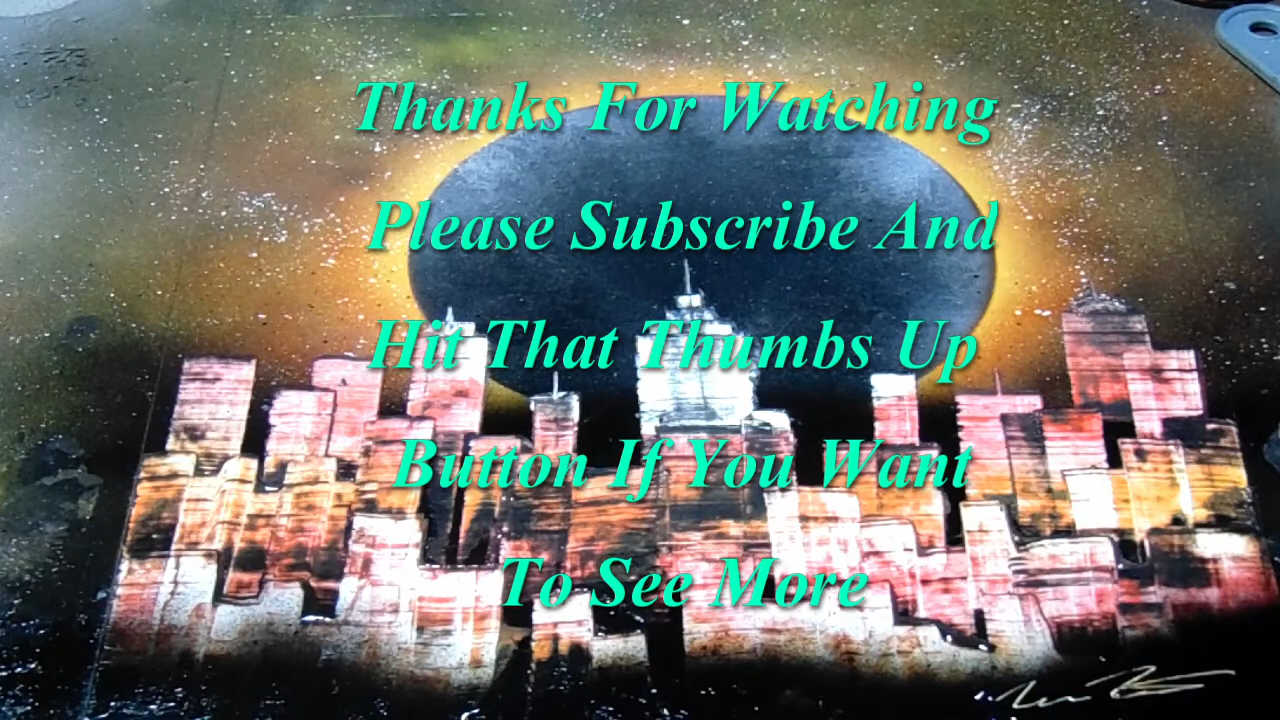 Thanks For Watching
Please Subscribe And
Hit That Thumbs Up
Button If You Want
To See More